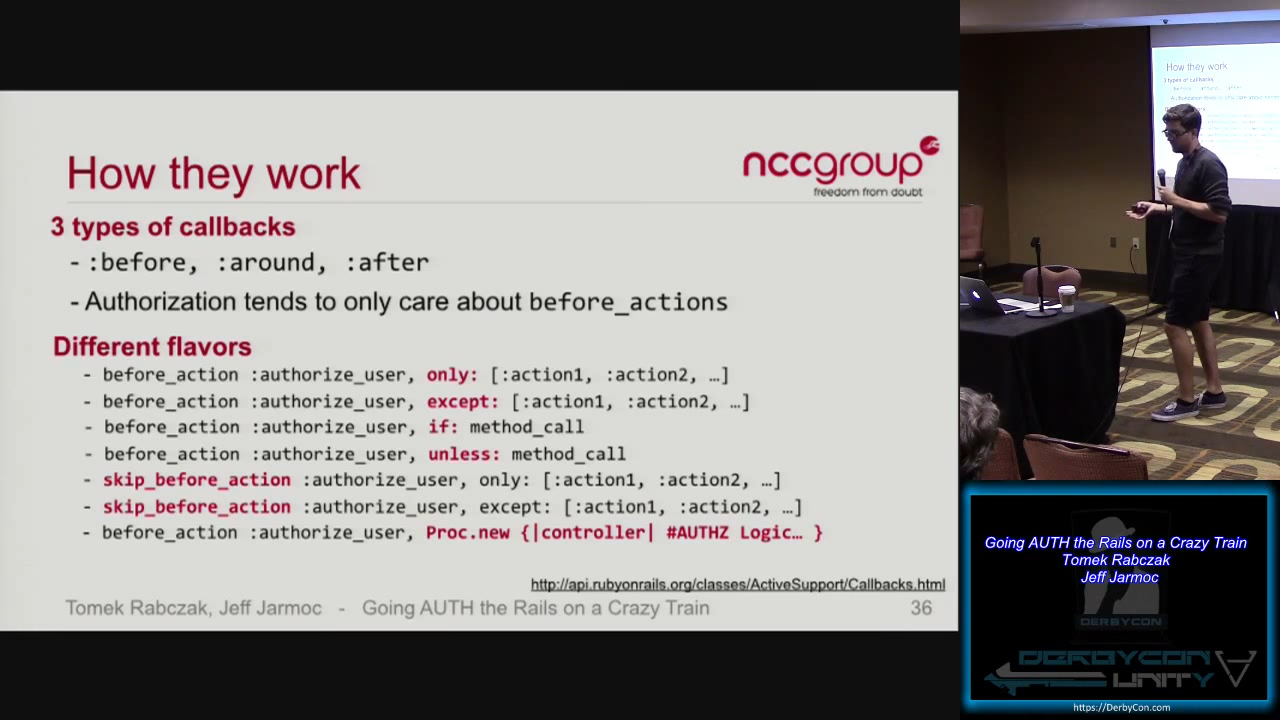 How they work
nccgroup
freedom from doubt
3 types of callbacks
- :before, :around, :after
- Authorization tends to only care about before_actions
Different flavors
- before_action :authorize_user, only: [:action1, :action2, …]
- before_action :authorize_user, except: [:action1, :action2, …]
- before_action :authorize_user, if: method_call
- before_action :authorize_user, unless: method_call
- skip_before_action :authorize_user, only: [:action1, :action2, …]
- skip_before_action :authorize_user, except: [:action1, :action2, …]
- before_action :authorize_user, Proc.new {|controller| #AUTHZ Logic… }
http://api.rubyonrails.org/classes/ActiveSupport/Callbacks.html
Tomek Rabczak, Jeff Jarmoc - Going AUTH the Rails on a Crazy Train 36
How they work
3 types of callbacks
Going AUTH the Rails on a Crazy Train
Tomek Rabczak
Jeff Jarmoc
DERBYCON
DERBYCON
UNITY
https://DerbyCon.com